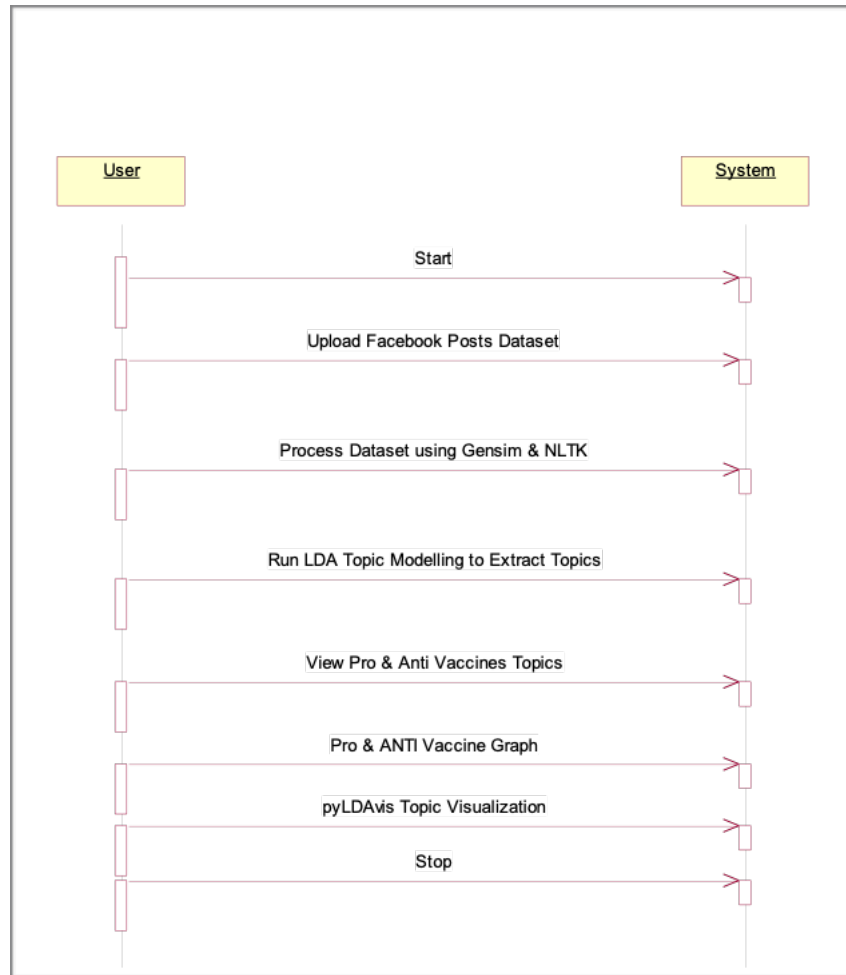 User
System
Start
Upload Facebook Posts Dataset
Process Dataset using Gensim & NLTK
Run LDA Topic Modelling to Extract Topics
View Pro & Anti Vaccines Topics
Pro & ANTI Vaccine Graph
pyLDAvis Topic Visualization
Stop